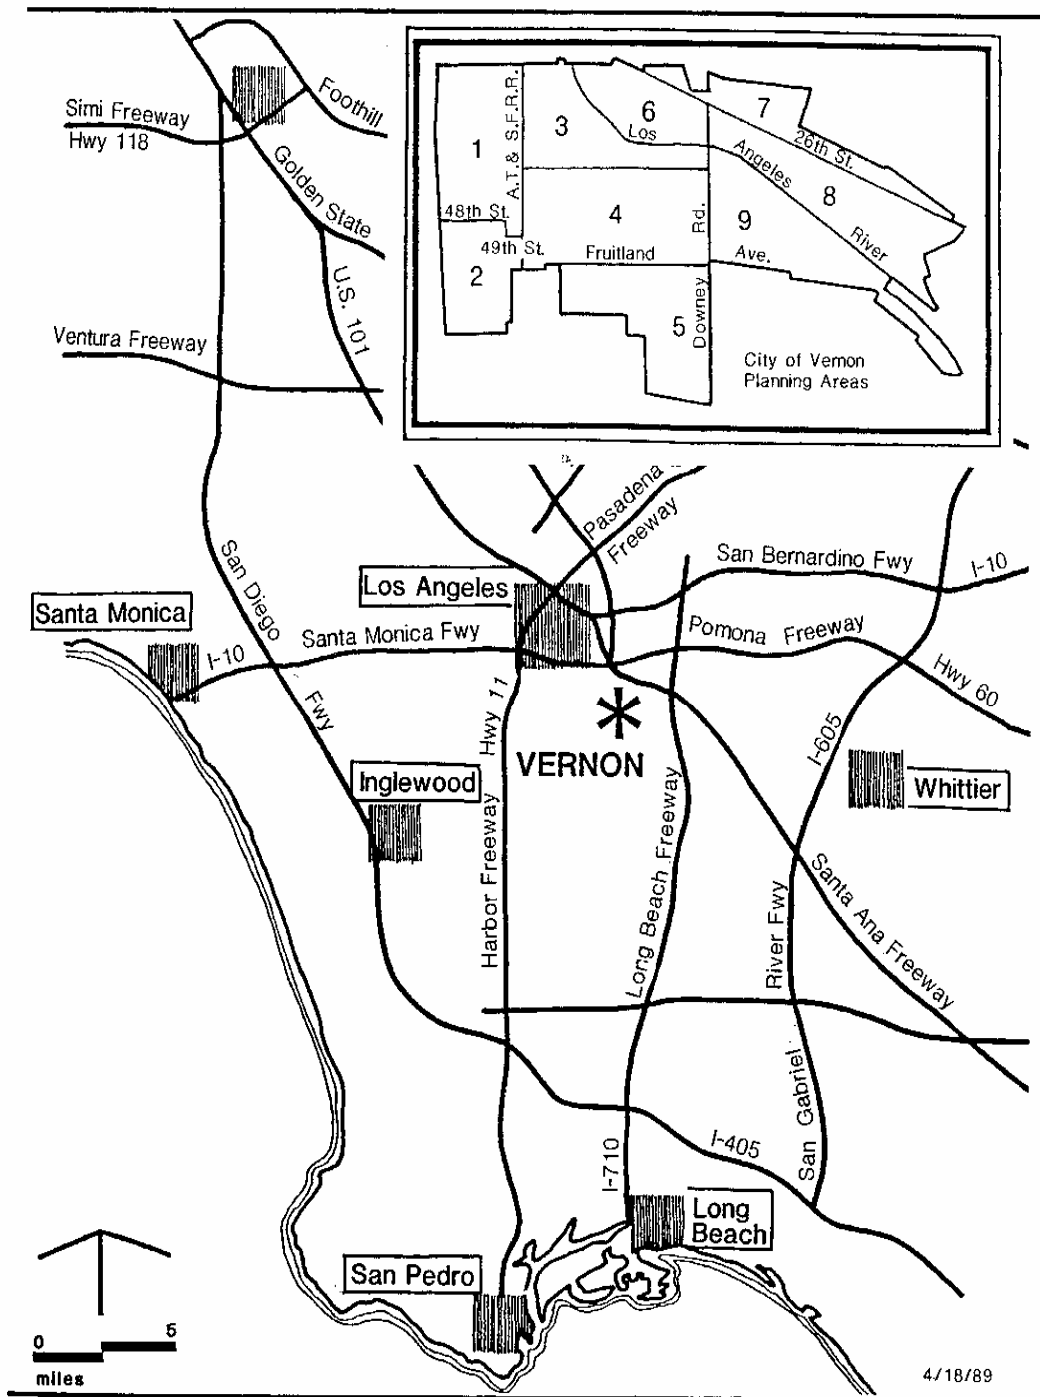 Simi Freeway
Hwy 118
Foothill
Golden State
U.S. 101
Ventura Freeway
1
2
3
4
5
6
7
8
9
A.T.& S.F.R.R.
48th St.
49th St.
Los
Angeles
River
26th St.
Fruitland
Ave.
Downey
Rd.
City of Vernon
Planning Areas
Pasadena
Freeway
San Bernardino Fwy
I-10
Los Angeles
Santa Monica
San Diego
Fwy
I-10
Santa Monica Fwy
Pomona Freeway
Hwy 60
Harbor Freeway
Hwy 11
VERNON
I-605
Inglewood
Whittier
Long Beach Freeway
Santa Ana Freeway
San Gabriel
River Fwy
I-710
I-405
Long
Beach
San Pedro
0 5
miles
4/18/89